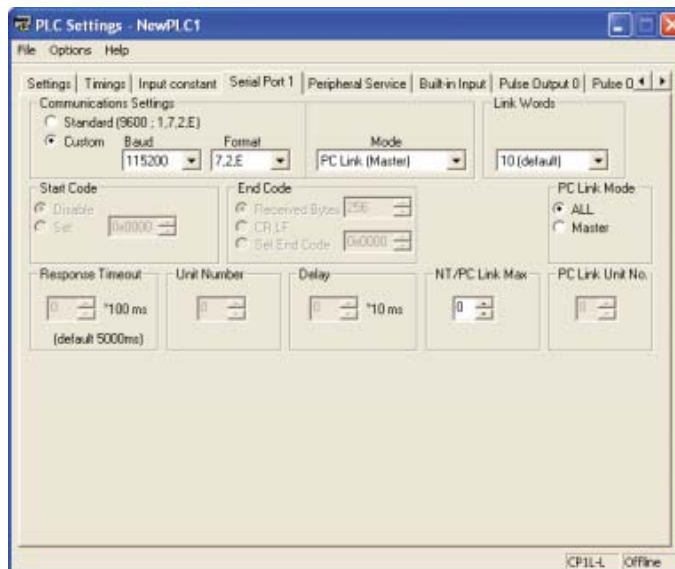 PLC Settings - NewPLC1
File Options Help
Settings Timings Input constant Serial Port 1 Peripheral Service Built-in Input Pulse Output 0 Pulse O
Communications Settings
Link Words
Standard (9600 ; 1,7,2,E)
Custom Baud Format Mode
115200 7,2,E PC Link (Master) 10 (default)
Start Code End Code PC Link Mode
Disable Received Bytes 256 ALL
Set 0x0000 CR,LF Master
Set End Code 0x0000
Response Timeout Unit Number Delay NT/PC Link Max PC Link Unit No.
0 *100 ms 0 0 *10 ms 0 0
(default 5000ms)
CP1L-L Offline